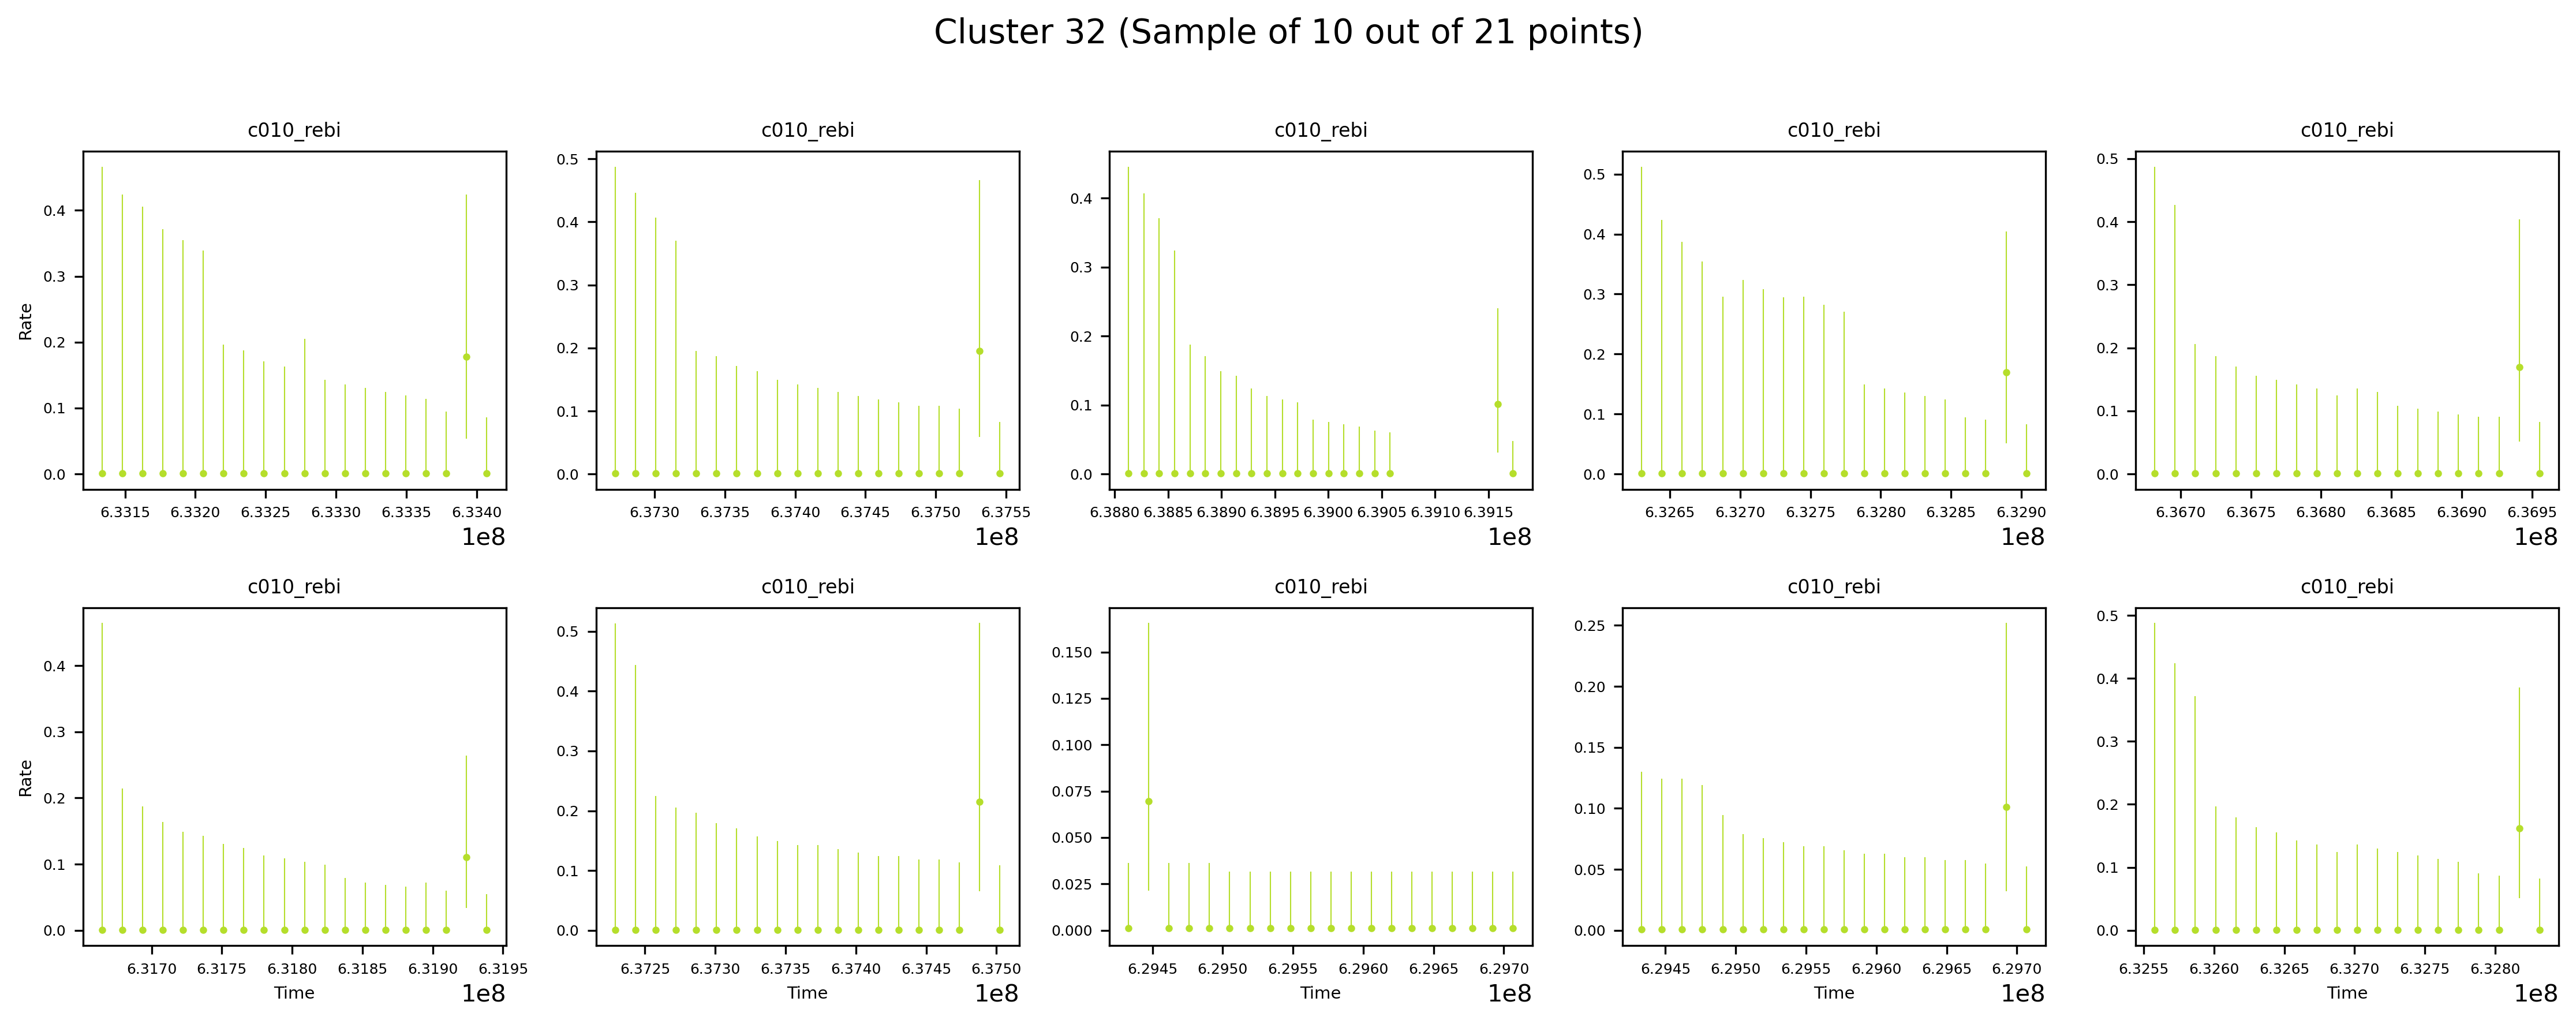 Cluster 32 (Sample of 10 out of 21 points)
c010_rebi c010_rebi c010_rebi c010_rebi c010_rebi
Rate
0.4 0.3 0.2 0.1 0.0
0.5 0.4 0.3 0.2 0.1 0.0
0.4 0.3 0.2 0.1 0.0
0.5 0.4 0.3 0.2 0.1 0.0
0.5 0.4 0.3 0.2 0.1 0.0
6.3315 6.3320 6.3325 6.3330 6.3335 6.3340
6.3730 6.3735 6.3740 6.3745 6.3750 6.3755
6.3880 6.3885 6.3890 6.3895 6.3900 6.3905 6.3910 6.3915
6.3265 6.3270 6.3275 6.3280 6.3285 6.3290
6.3670 6.3675 6.3680 6.3685 6.3690 6.3695
1e8 1e8 1e8 1e8 1e8
c010_rebi c010_rebi c010_rebi c010_rebi c010_rebi
Rate
0.4 0.3 0.2 0.1 0.0
0.5 0.4 0.3 0.2 0.1 0.0
0.150 0.125 0.100 0.075 0.050 0.025 0.000
0.25 0.20 0.15 0.10 0.05 0.00
0.5 0.4 0.3 0.2 0.1 0.0
6.3170 6.3175 6.3180 6.3185 6.3190 6.3195
6.3725 6.3730 6.3735 6.3740 6.3745 6.3750
6.2945 6.2950 6.2955 6.2960 6.2965 6.2970
6.2945 6.2950 6.2955 6.2960 6.2965 6.2970
6.3255 6.3260 6.3265 6.3270 6.3275 6.3280
Time Time Time Time Time
1e8 1e8 1e8 1e8 1e8